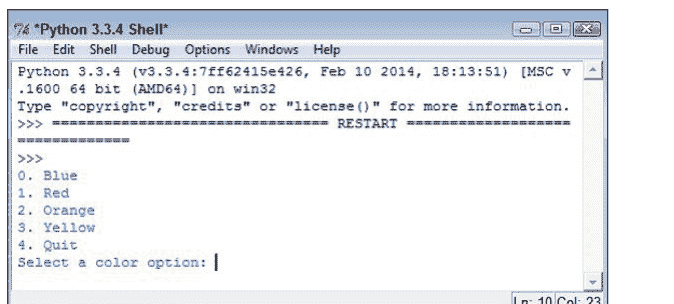 *Python 3.3.4 Shell*
File Edit Shell Debug Options Windows Help
Python 3.3.4 (v3.3.4:7ff62415e426, Feb 10 2014, 18:13:51) [MSC v
.1600 64 bit (AMD64)] on win32
Type "copyright", "credits" or "license()" for more information.
>>> ================================ RESTART ===================
=============
>>>
0. Blue
1. Red
2. Orange
3. Yellow
4. Quit
Select a color option:
Ln: 10 Col: 23